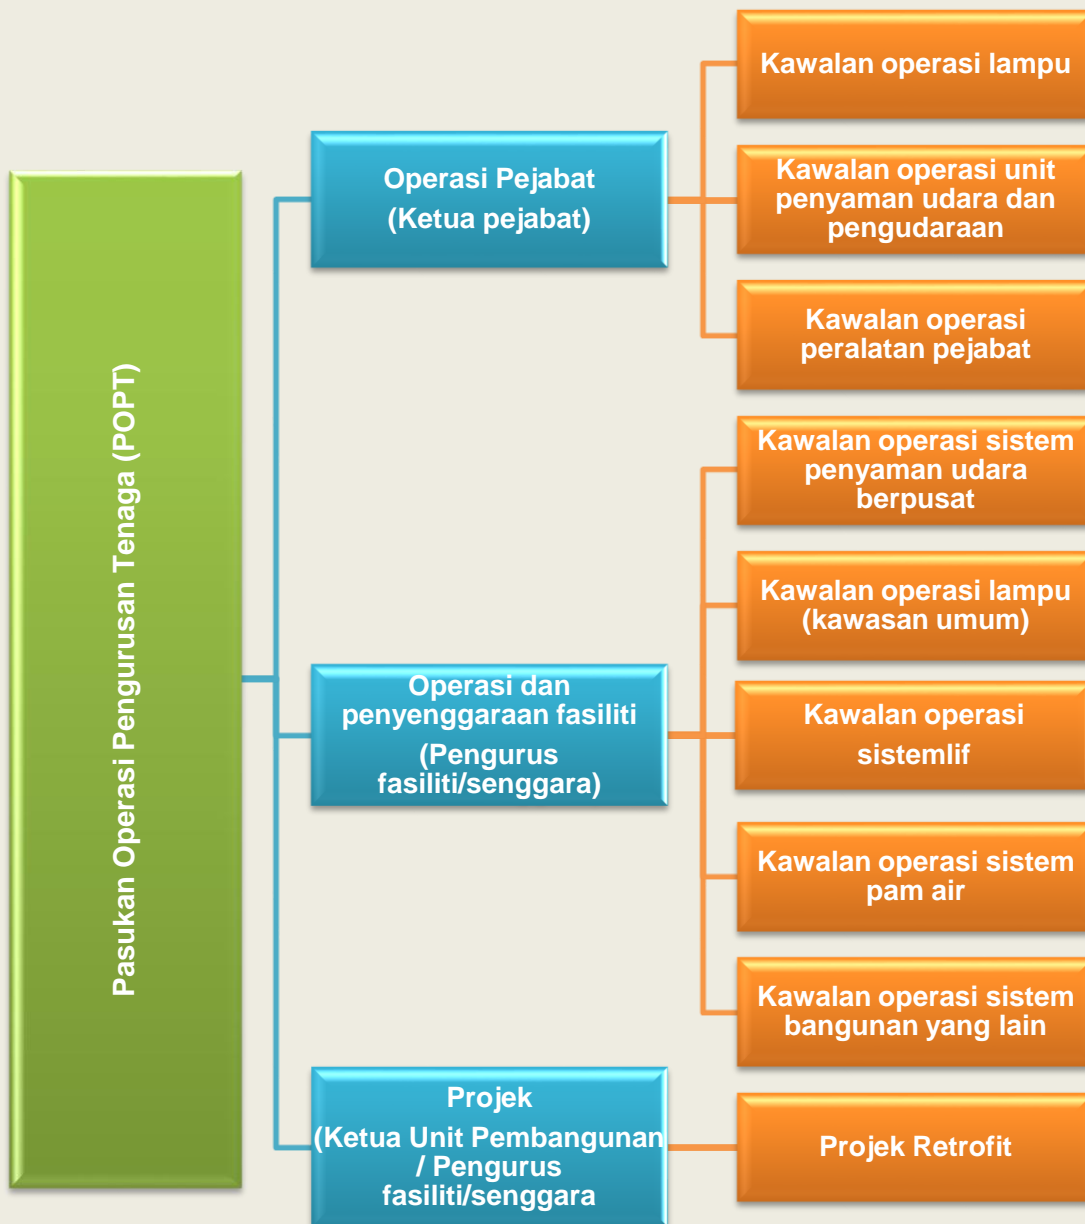 Pasukan Operasi Pengurusan Tenaga (POPT)
Operasi Pejabat
(Ketua pejabat)
Kawalan operasi lampu
Kawalan operasi unit
penyaman udara dan
pengudaraan
Kawalan operasi
peralatan pejabat
Operasi dan
penyenggaraan fasiliti
(Pengurus
fasiliti/senggara)
Kawalan operasi sistem
penyaman udara
berpusat
Kawalan operasi lampu
(kawasan umum)
Kawalan operasi
sistemlif
Kawalan operasi sistem
pam air
Kawalan operasi sistem
bangunan yang lain
Projek
(Ketua Unit Pembangunan
/ Pengurus
fasiliti/senggara
Projek Retrofit